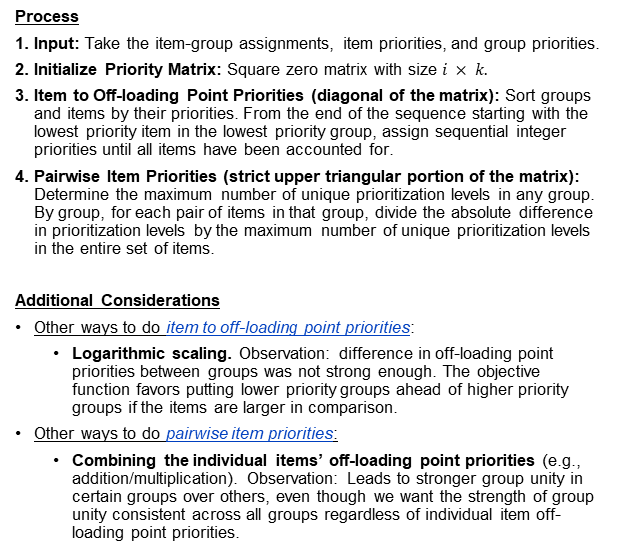 Process
1. Input: Take the item-group assignments, item priorities, and group priorities.
2. Initialize Priority Matrix: Square zero matrix with size i × k.
3. Item to Off-loading Point Priorities (diagonal of the matrix): Sort groups
and items by their priorities. From the end of the sequence starting with the
lowest priority item in the lowest priority group, assign sequential integer
priorities until all items have been accounted for.
4. Pairwise Item Priorities (strict upper triangular portion of the matrix):
Determine the maximum number of unique prioritization levels in any group.
By group, for each pair of items in that group, divide the absolute difference
in prioritization levels by the maximum number of unique prioritization levels
in the entire set of items.
Additional Considerations
• Other ways to do item to off-loading point priorities:
• Logarithmic scaling. Observation: difference in off-loading point
priorities between groups was not strong enough. The objective
function favors putting lower priority groups ahead of higher priority
groups if the items are larger in comparison.
• Other ways to do pairwise item priorities:
• Combining the individual items' off-loading point priorities (e.g.,
addition/multiplication). Observation: Leads to stronger group unity in
certain groups over others, even though we want the strength of group
unity consistent across all groups regardless of individual item off-
loading point priorities.